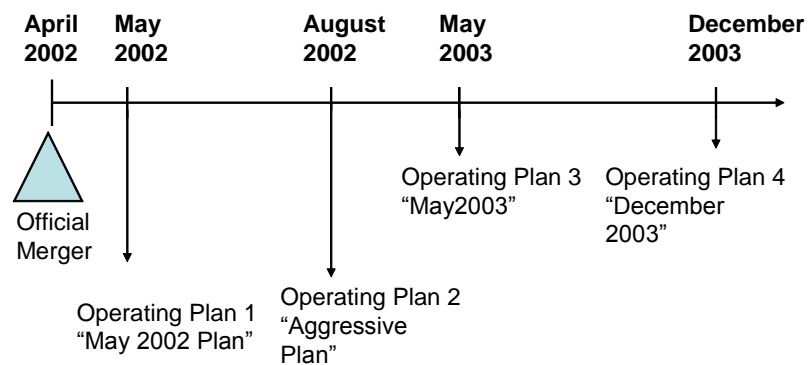 April
2002
May
2002
August
2002
May
2003
December
2003
Official
Merger
Operating Plan 1
“May 2002 Plan”
Operating Plan 2
“Aggressive
Plan”
Operating Plan 3
“May2003”
Operating Plan 4
“December
2003”